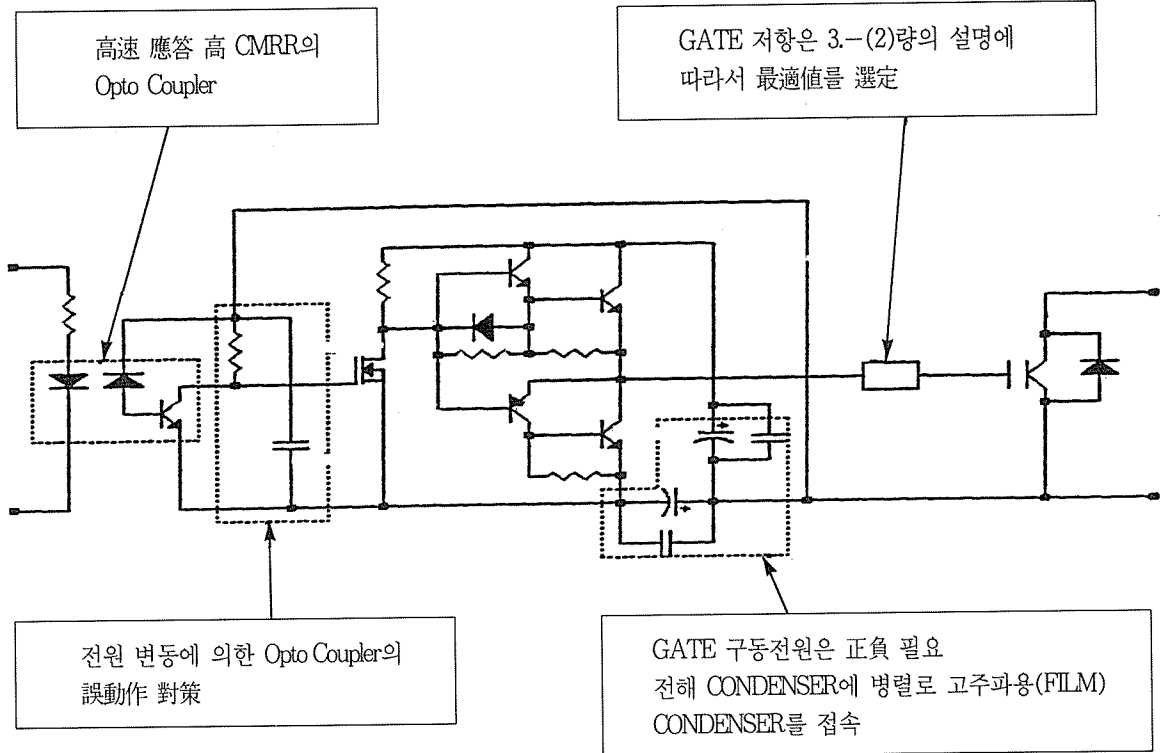 高速 應答 高 CMRR의
Opto Coupler
GATE 저항은 3.-(2)량의 설명에
따라서 最適値를 選定
전원 변동에 의한 Opto Coupler의
誤動作 對策
GATE 구동전원은 正負 필요
전해 CONDENSER에 병렬로 고주파용(FILM)
CONDENSER를 접속